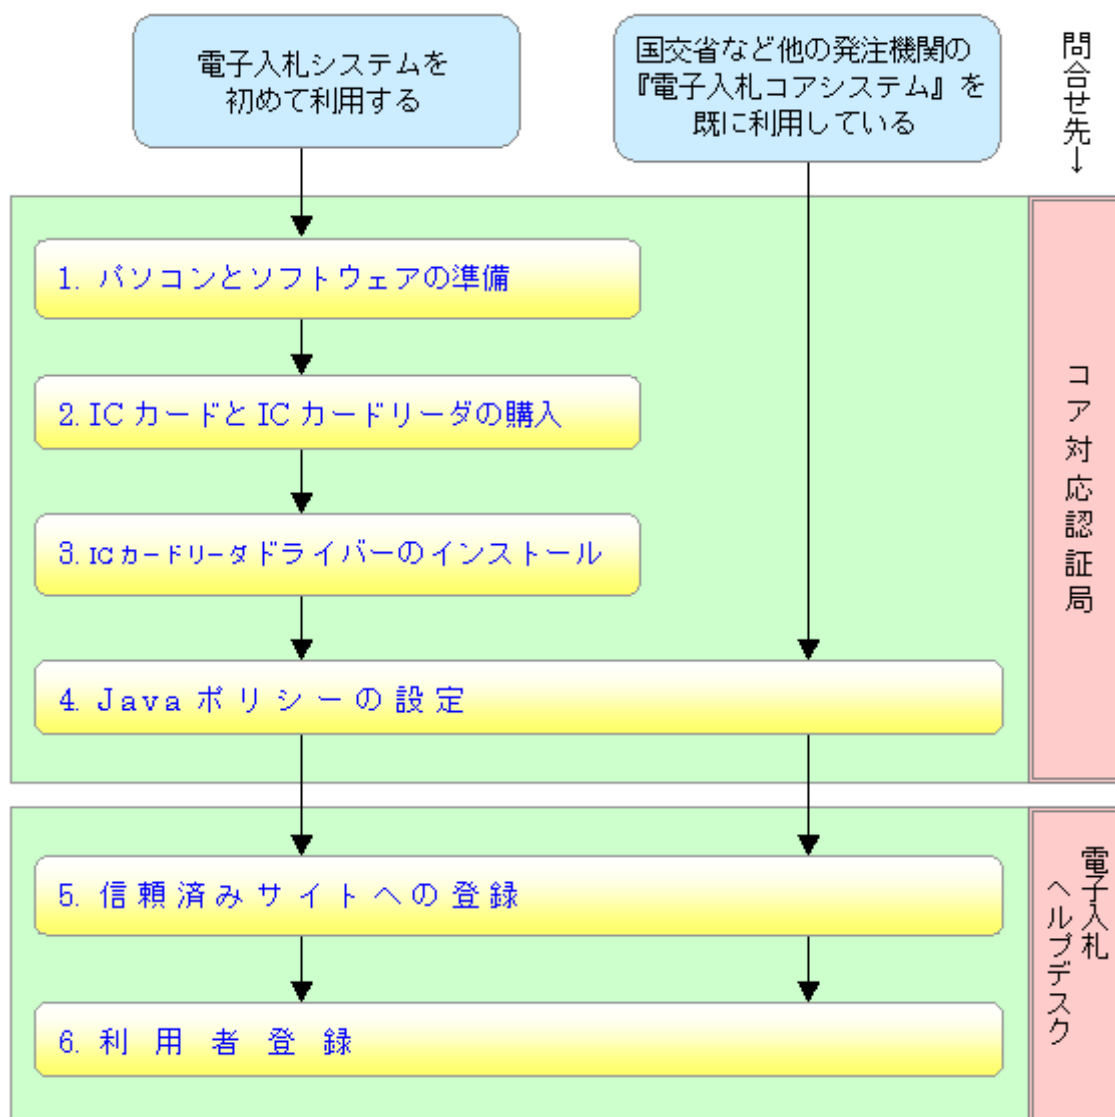 電子入札システムを
初めて利用する
国交省など他の発注機関の
『電子入札コアシステム』を
既に利用している
問合せ先→
1. パソコンとソフトウェアの準備
2. IC カードと IC カードリーダの購入
3. ICカードリーダドライバーのインストール
4. Java ポリシーの設定
コア対応認証局
5. 信頼済みサイトへの登録
6. 利用者登録
電子入札
ヘルプデスク